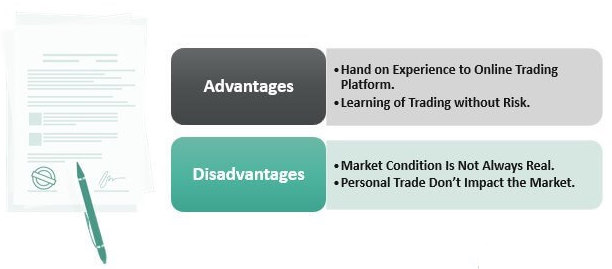 Advantages
•Hand on Experience to Online Trading
Platform.
•Learning of Trading without Risk.
Disadvantages
•Market Condition Is Not Always Real.
•Personal Trade Don’t Impact the Market.